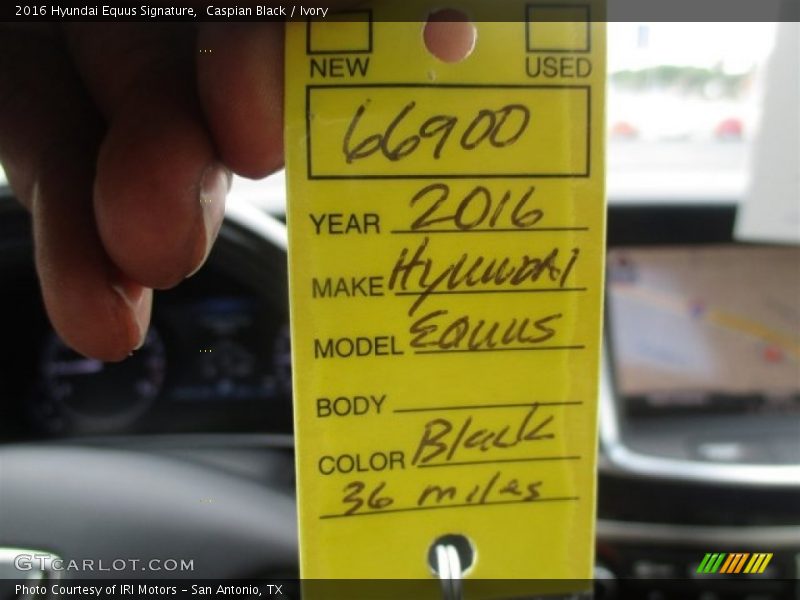 2016 Hyundai Equus Signature,  Caspian Black / Ivory
NEW USED
66900
YEAR 2016
MAKE Hyundai
MODEL Equus
BODY
COLOR Black
36 miles
GTCARLOT.COM
Photo Courtesy of IRI Motors – San Antonio, TX